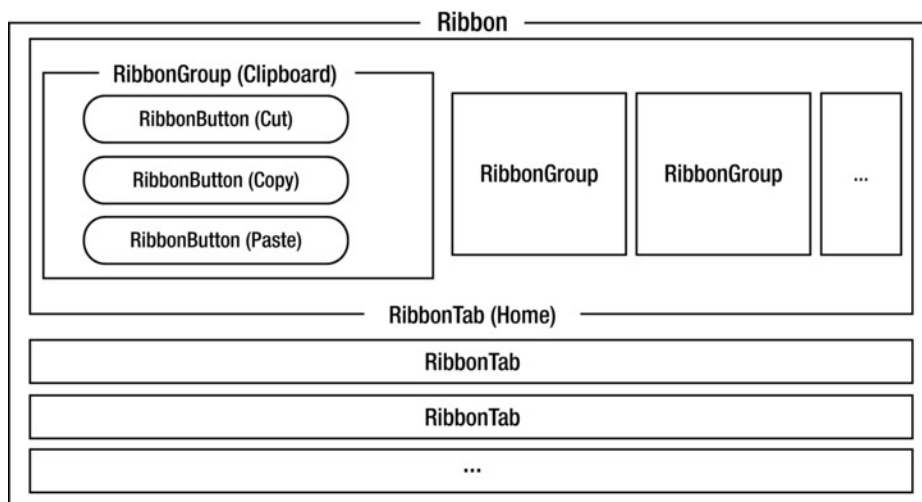 Ribbon
RibbonGroup (Clipboard)
RibbonButton (Cut)
RibbonButton (Copy)
RibbonButton (Paste)
RibbonGroup
RibbonGroup
...
RibbonTab (Home)
RibbonTab
RibbonTab
...